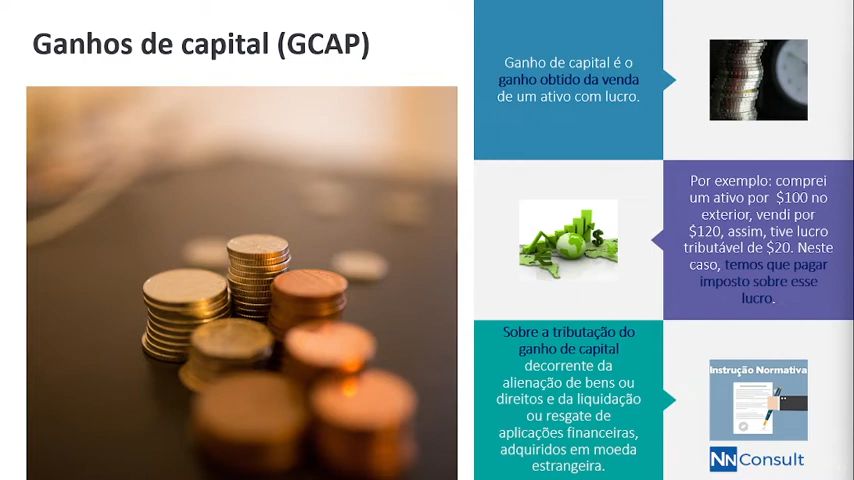 Ganhos de capital (GCAP)
Ganho de capital é o
ganho obtido da venda
de um ativo com lucro.
Por exemplo: comprei
um ativo por $100 no
exterior, vendi por
$120, assim, tive lucro
tributável de $20. Neste
caso, temos que pagar
imposto sobre esse
lucro.
Sobre a tributação do
ganho de capital
decorrente da
alienação de bens ou
direitos e da liquidação
ou resgate de
aplicações financeiras,
adquiridos em moeda
estrangeira.
Instrução Normativa
NN Consult